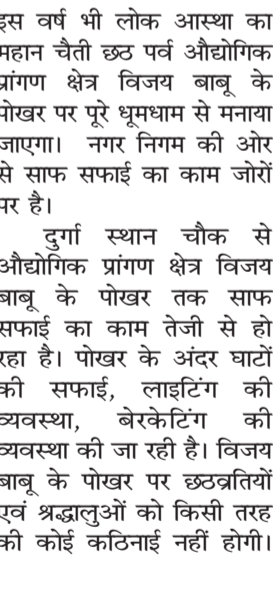 इस वर्ष भी लोक आस्था का
महान चैती छठ पर्व औद्योगिक
प्रांगण क्षेत्र विजय बाबू के
पोखर पर पूरे धूमधाम से मनाया
जाएगा। नगर निगम की ओर
से साफ सफाई का काम जोरों
पर है।
दुर्गा स्थान चौक से
औद्योगिक प्रांगण क्षेत्र विजय
बाबू के पोखर तक साफ
सफाई का काम तेजी से हो
रहा है। पोखर के अंदर घाटों
की सफाई, लाइटिंग की
व्यवस्था, बेरकेटिंग की
व्यवस्था की जा रही है। विजय
बाबू के पोखर पर छठव्रतियों
एवं श्रद्धालुओं को किसी तरह
की कोई कठिनाई नहीं होगी।